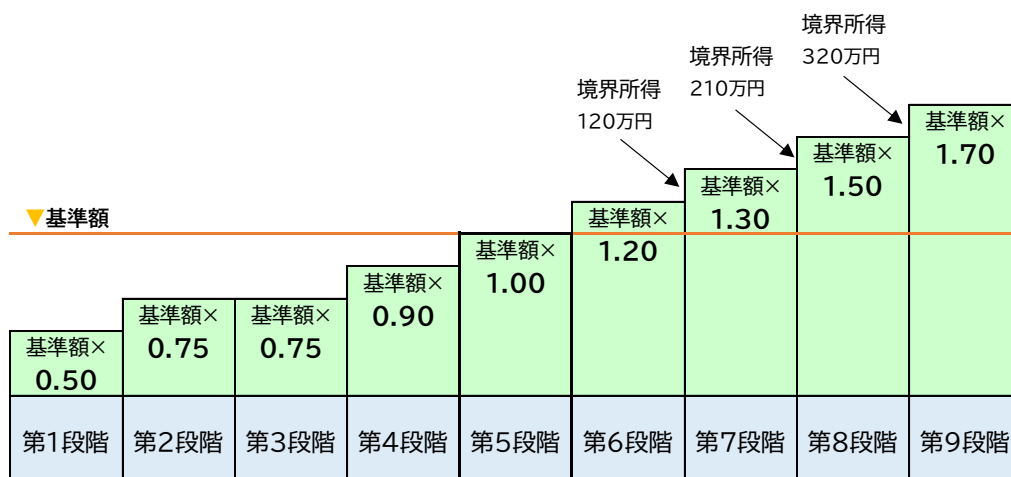 境界所得
320万円
境界所得
210万円
境界所得
120万円
▼基準額
基準額×
0.50
基準額×
0.75
基準額×
0.75
基準額×
0.90
基準額×
1.00
基準額×
1.20
基準額×
1.30
基準額×
1.50
基準額×
1.70
第1段階
第2段階
第3段階
第4段階
第5段階
第6段階
第7段階
第8段階
第9段階